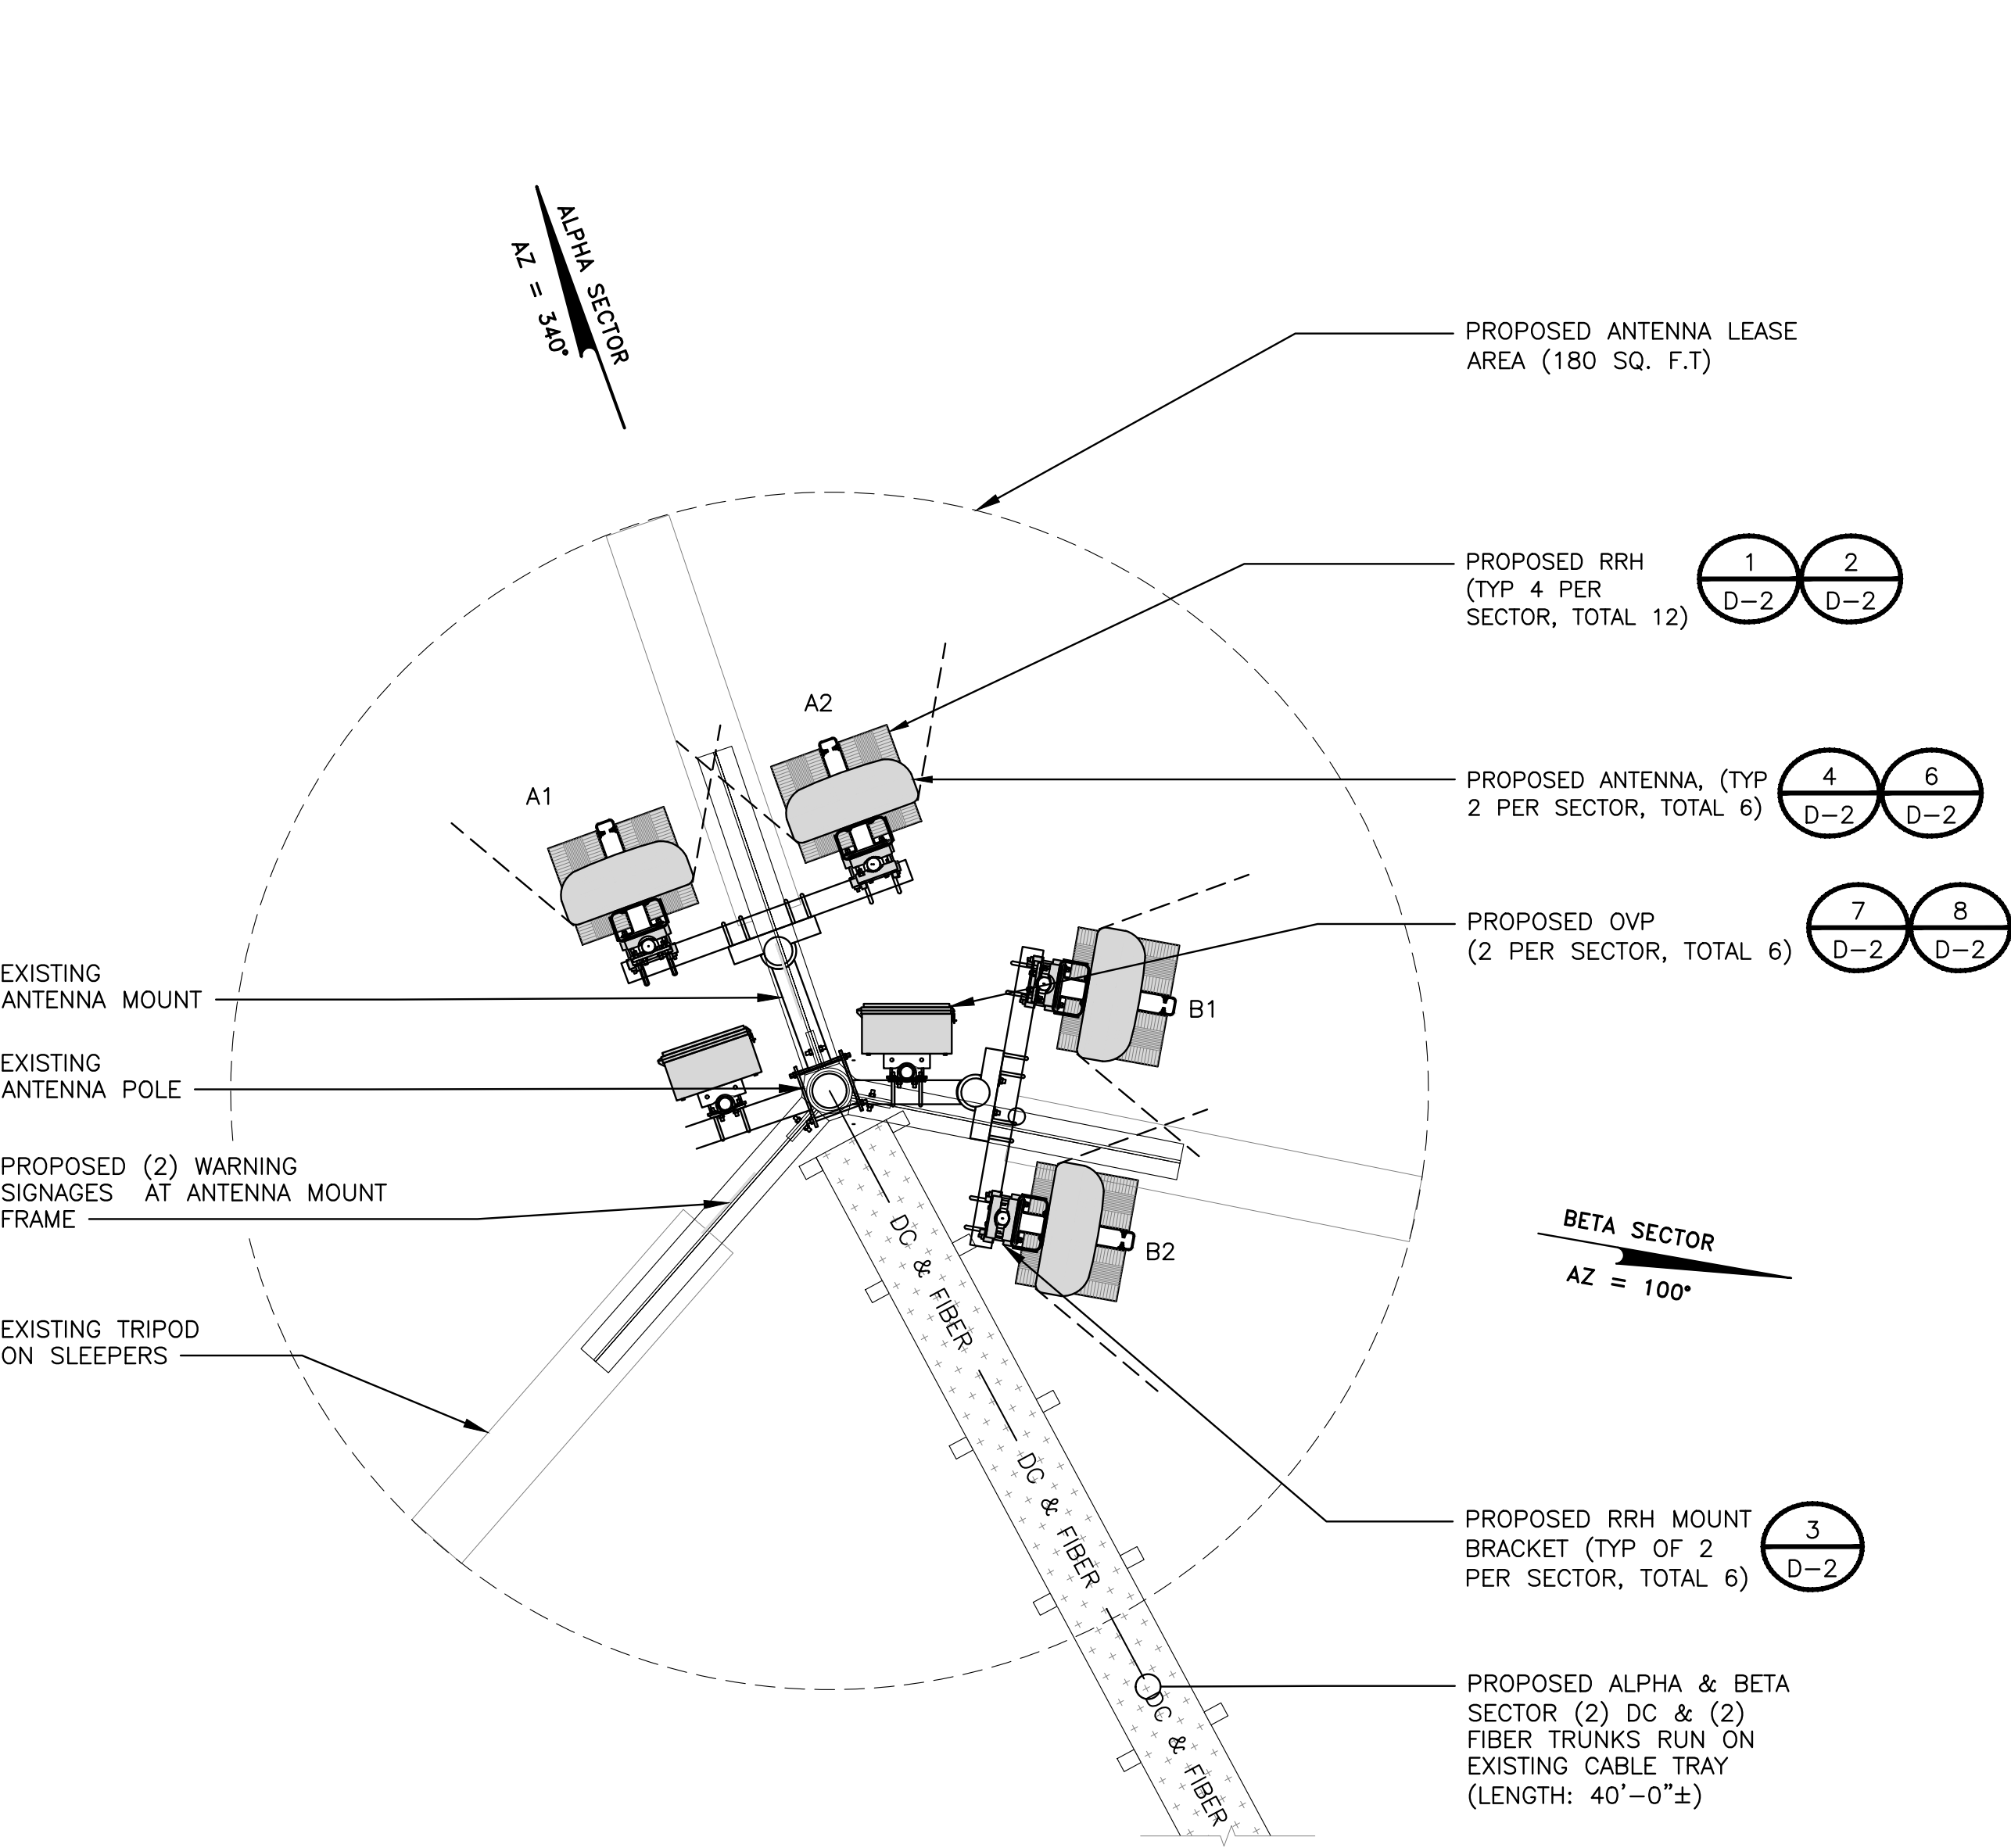 ALPHA SECTOR
AZ = 340°
PROPOSED ANTENNA LEASE
AREA (180 SQ. F.T)
PROPOSED RRH
(TYP 4 PER
SECTOR, TOTAL 12)
1
D-2
2
D-2
A2
A1
PROPOSED ANTENNA, (TYP
2 PER SECTOR, TOTAL 6)
4
D-2
6
D-2
PROPOSED OVP
(2 PER SECTOR, TOTAL 6)
7
D-2
8
D-2
EXISTING
ANTENNA MOUNT
B1
EXISTING
ANTENNA POLE
PROPOSED (2) WARNING
SIGNAGES AT ANTENNA MOUNT
FRAME
BETA SECTOR
AZ = 100°
B2
EXISTING TRIPOD
ON SLEEPERS
DC & FIBER
DC & FIBER
DC & FIBER
PROPOSED RRH MOUNT
BRACKET (TYP OF 2
PER SECTOR, TOTAL 6)
3
D-2
PROPOSED ALPHA & BETA
SECTOR (2) DC & (2)
FIBER TRUNKS RUN ON
EXISTING CABLE TRAY
(LENGTH: 40'-0"±)